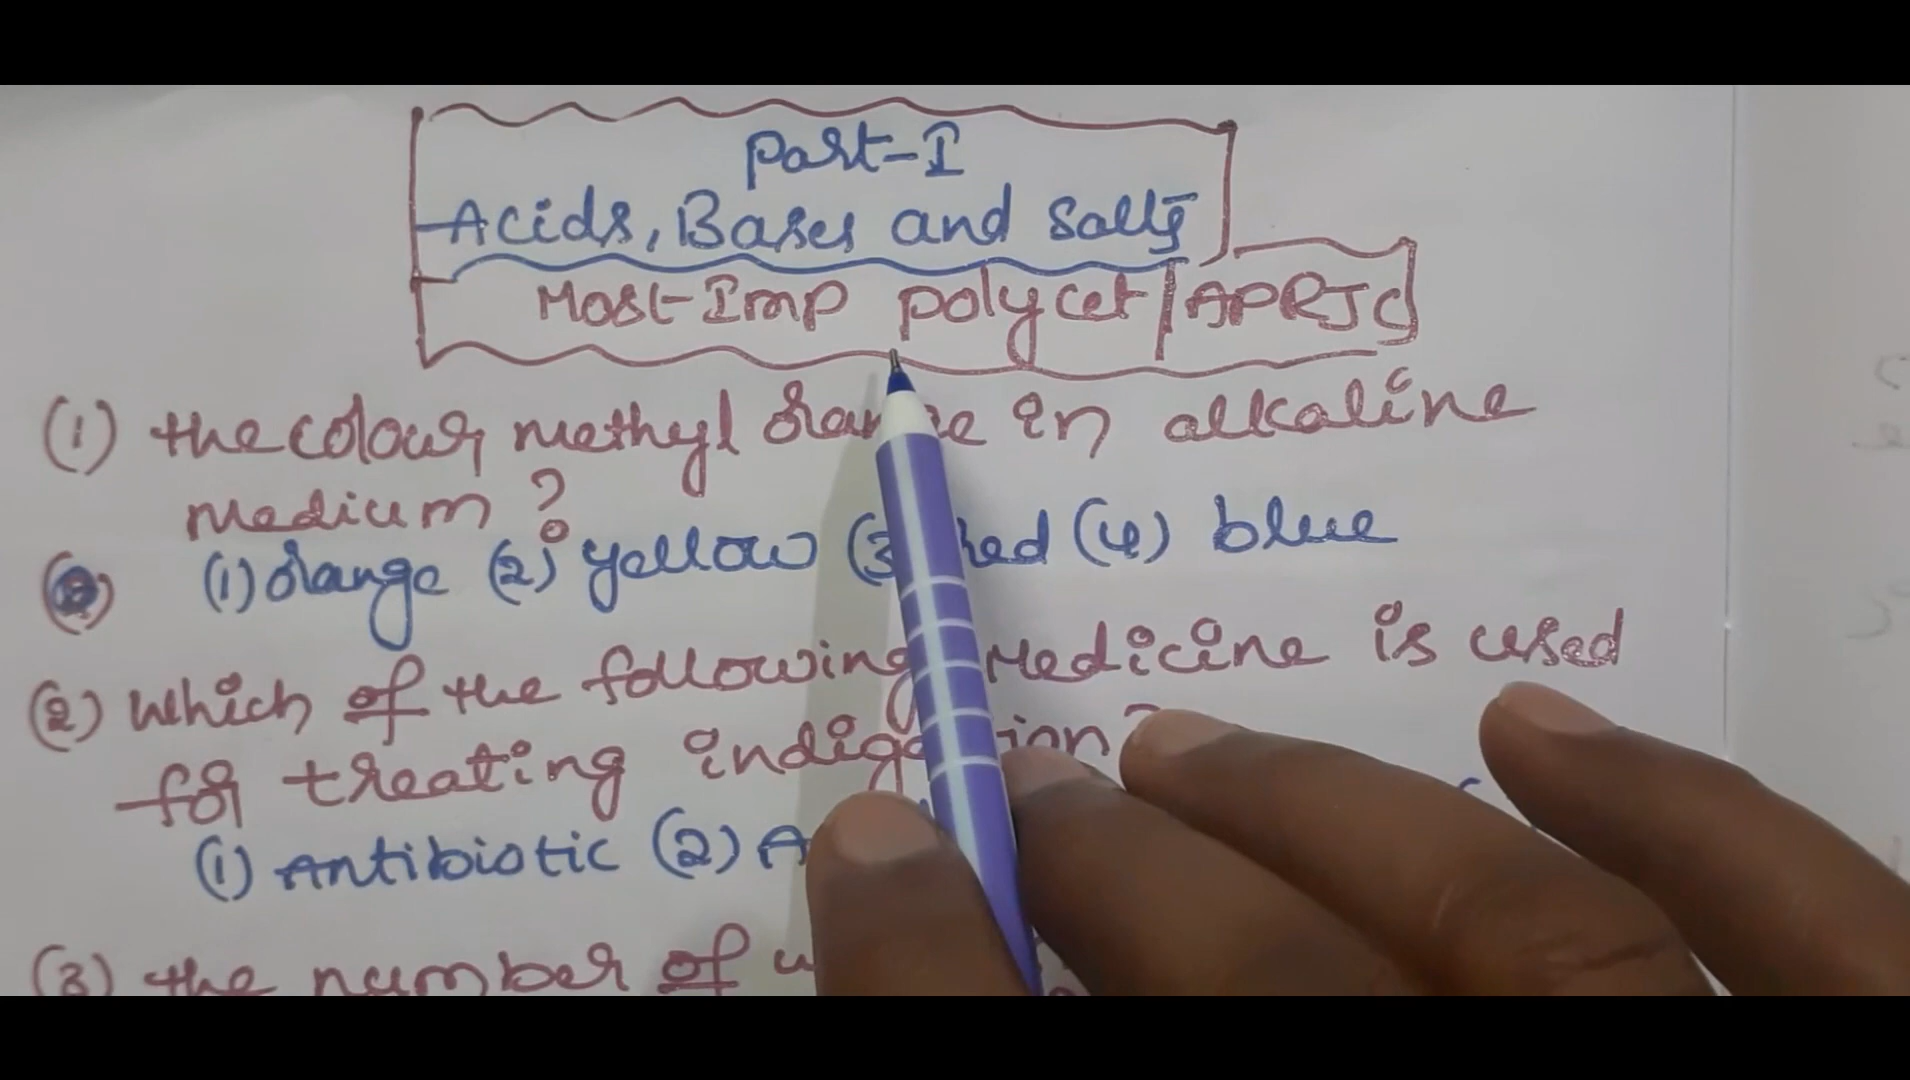 Part-I
Acids, Bases and Salts
Most-Imp polycet/APRJC
(1) the colour methyl in alkaline
medium?
(1) orange (2) yellow (3 red (4) blue
(2) Which of the following Medicine is used
for treating
(1) Antibiotic (2) A
(3) the number of